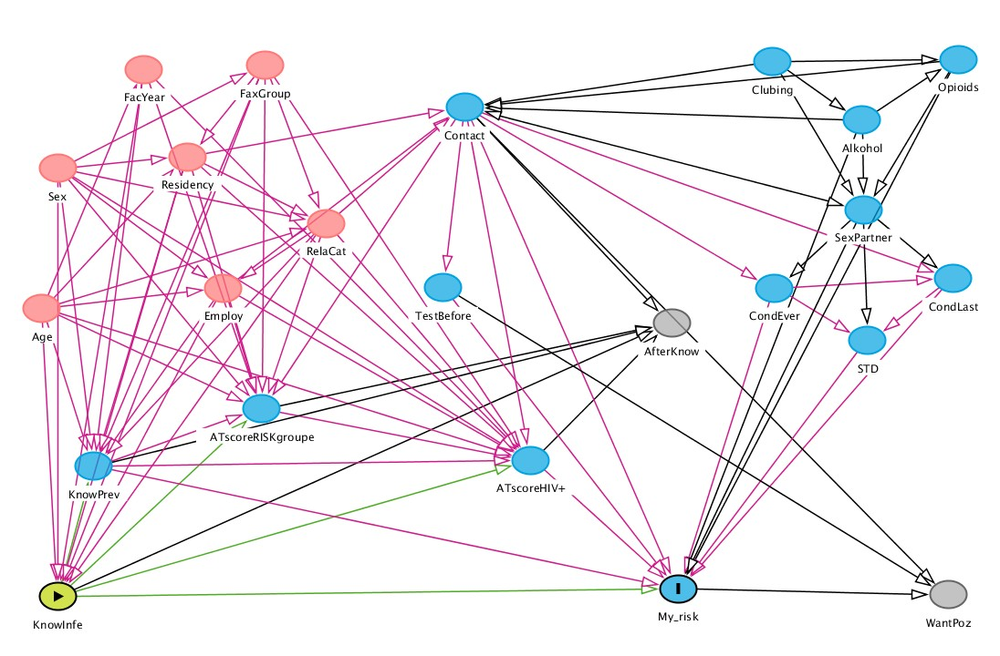 Clubing
Opioids
FacYear
FaxGroup
Contact
Alkohol
Sex
Residency
SexPartner
RelaCat
TestBefore
Employ
CondEver
CondLast
Age
AfterKnow
STD
ATscoreRISKgroupe
KnowPrev
ATscoreHIV+
KnowInfe
My_risk
WantPoz